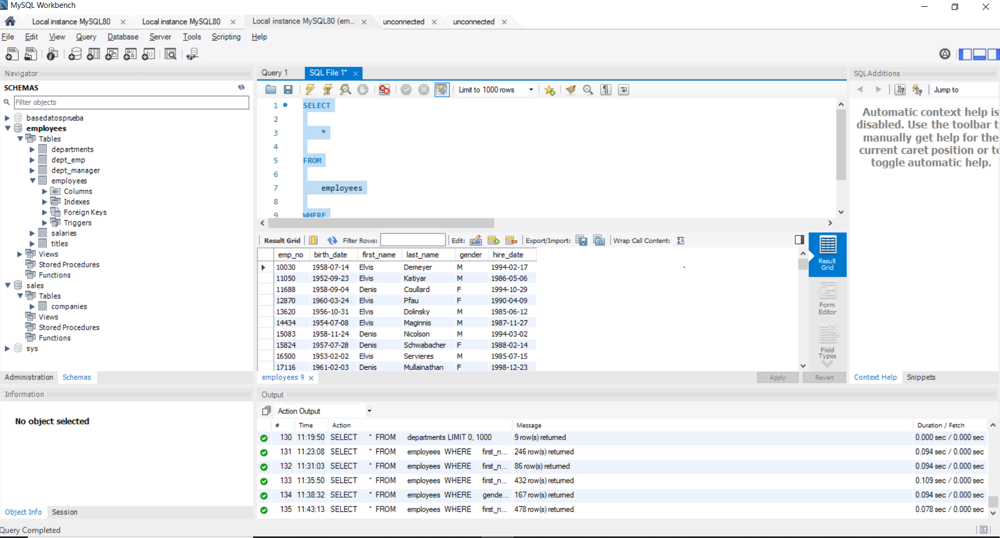 MySQL Workbench
Local instance MySQL80 Local instance MySQL80 Local instance MySQL80 (em... unconnected unconnected
File Edit View Query Database Server Tools Scripting Help
Navigator
SCHEMAS
Filter objects
basedatosprueba
employees
Tables
departments
dept_emp
dept_manager
employees
Columns
Indexes
Foreign Keys
Triggers
salaries
titles
Views
Stored Procedures
Functions
sales
Tables
companies
Views
Stored Procedures
Functions
sys
Administration Schemas
Information
No object selected
Object Info Session
Query 1 SQL File 1*
Limit to 1000 rows
1 SELECT
2
3 *
4
5 FROM
6
7 employees
8
9 WHERE
Result Grid Filter Rows: Edit: Export/Import: Wrap Cell Content: IA
emp_no birth_date first_name last_name gender hire_date
10030 1958-07-14 Elvis Demeyer M 1994-02-17
11050 1952-09-23 Elvis Katiyar M 1986-05-06
11688 1958-09-04 Denis Coullard F 1994-10-29
12870 1960-03-24 Elvis Pfau F 1990-04-09
13620 1956-10-31 Elvis Dolinsky M 1985-06-12
14434 1954-07-08 Elvis Maginnis M 1987-11-27
15083 1958-11-24 Denis Nicolson M 1994-03-02
15824 1957-07-28 Denis Schwabacher F 1988-02-14
16500 1953-02-02 Elvis Servieres M 1985-07-15
17116 1961-02-03 Denis Mullainathan F 1998-12-23
Result
Grid
Form
Editor
Field
Types
employees 9 Apply Revert
SQLAdditions
Jump to
Automatic context help is
disabled. Use the toolbar t
manually get help for the
current caret position or to
toggle automatic help.
Context Help Snippets
Output
Action Output
# Time Action Message Duration / Fetch
130 11:19:50 SELECT * FROM departments LIMIT 0, 1000 9 row(s) returned 0.000 sec / 0.000 sec
131 11:23:08 SELECT * FROM employees WHERE first_n... 246 row(s) returned 0.094 sec / 0.000 sec
132 11:31:03 SELECT * FROM employees WHERE first_n... 86 row(s) returned 0.094 sec / 0.000 sec
133 11:35:50 SELECT * FROM employees WHERE first_n... 432 row(s) returned 0.109 sec / 0.000 sec
134 11:38:32 SELECT * FROM employees WHERE gende... 167 row(s) returned 0.094 sec / 0.000 sec
135 11:43:13 SELECT * FROM employees WHERE first_n... 478 row(s) returned 0.078 sec / 0.000 sec
Query Completed